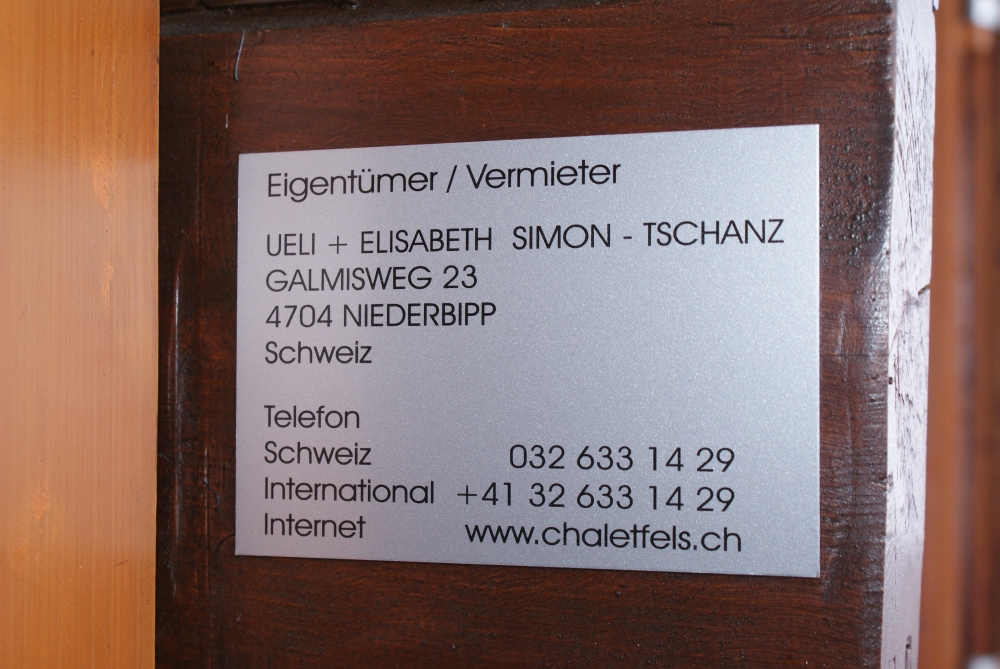 Eigentümer / Vermieter
UELI + ELISABETH SIMON - TSCHANZ
GALMISWEG 23
4704 NIEDERBIPP
Schweiz
Telefon
Schweiz 032 633 14 29
International +41 32 633 14 29
Internet www.chaletfels.ch